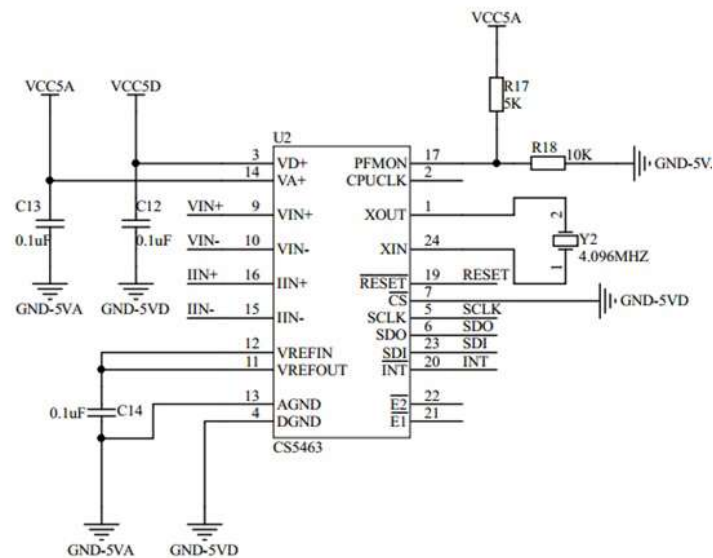 VCC5A
R17
5K
VCC5A
VCC5D
U2
3 VD+
14 VA+
PFMON 17
CPUCLK 2
R18
10K
GND-5VA
C13
0.1uF
C12
0.1uF
VIN+ 9 VIN+
VIN- 10 VIN-
IIN+ 16 IIN+
IIN- 15 IIN-
XOUT 1
XIN 24
2
Y2
4.096MHZ
1
RESET 19 RESET
CS 7
GND-5VD
SCLK 5 SCLK
SDO 6 SDO
SDI 23 SDI
INT 20 INT
GND-5VA
GND-5VD
12 VREFIN
11 VREFOUT
0.1uF
C14
13 AGND
4 DGND
E2 22
E1 21
CS5463
GND-5VA
GND-5VD